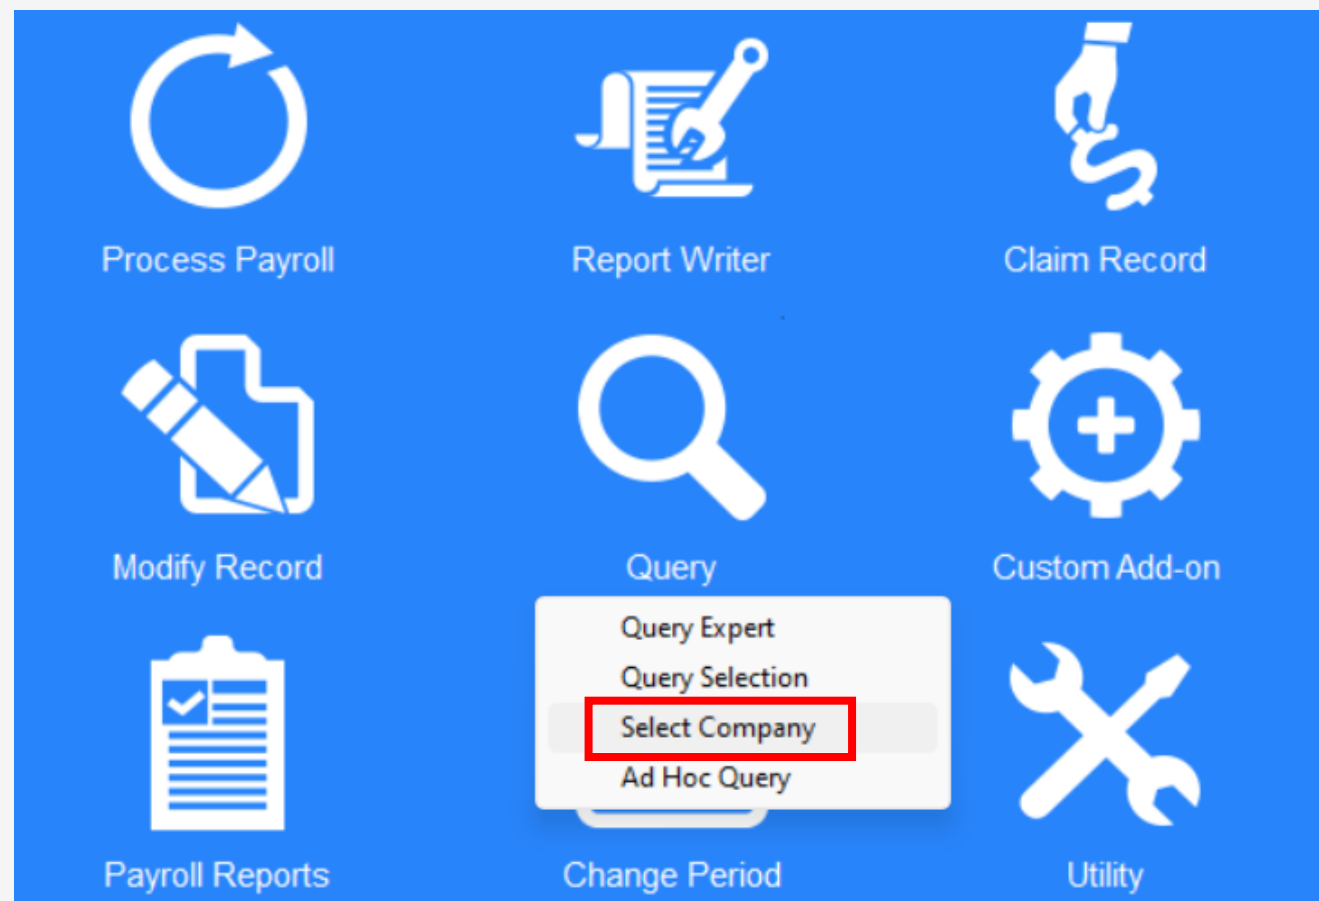 Process Payroll
Report Writer
Claim Record
Modify Record
Query
Custom Add-on
Query Expert
Query Selection
Select Company
Ad Hoc Query
Payroll Reports
Change Period
Utility